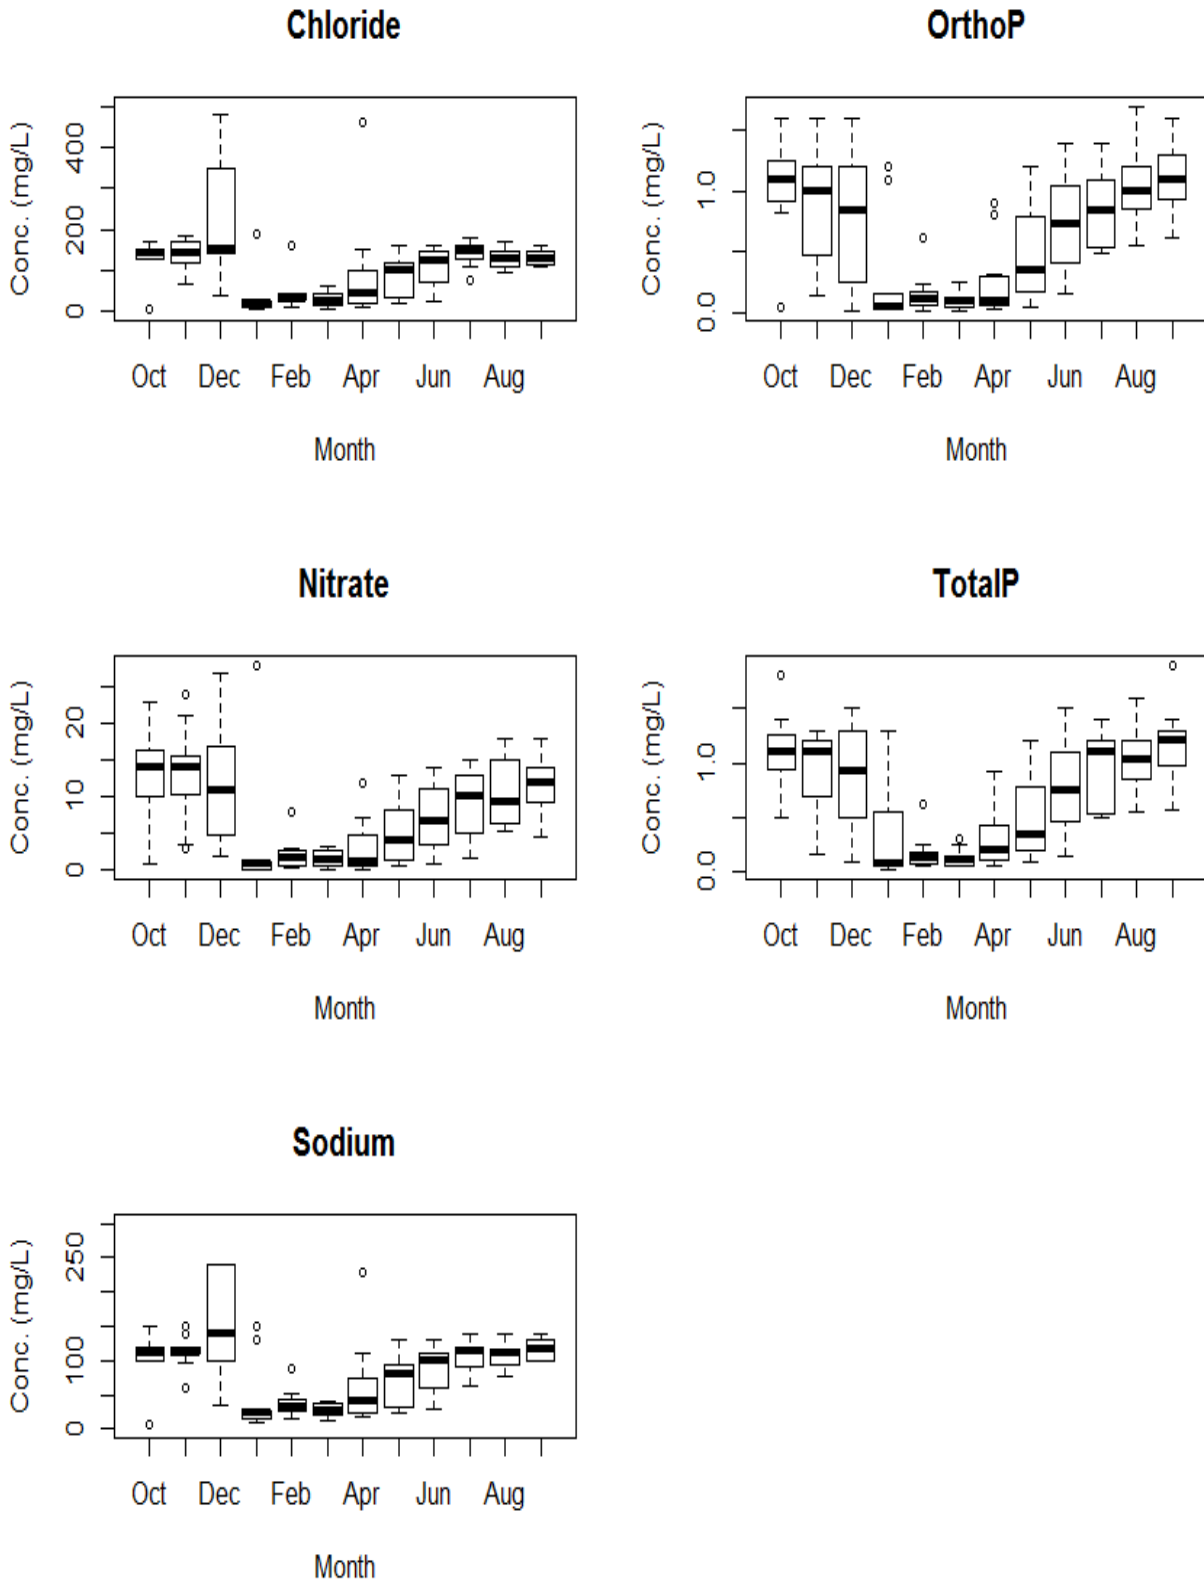 Chloride
Conc. (mg/L)
400
200
0
Oct Dec Feb Apr Jun Aug
Month
OrthoP
Conc. (mg/L)
1.0
0.0
Oct Dec Feb Apr Jun Aug
Month
Nitrate
Conc. (mg/L)
20
10
0
Oct Dec Feb Apr Jun Aug
Month
TotalP
Conc. (mg/L)
1.0
0.0
Oct Dec Feb Apr Jun Aug
Month
Sodium
Conc. (mg/L)
250
100
0
Oct Dec Feb Apr Jun Aug
Month